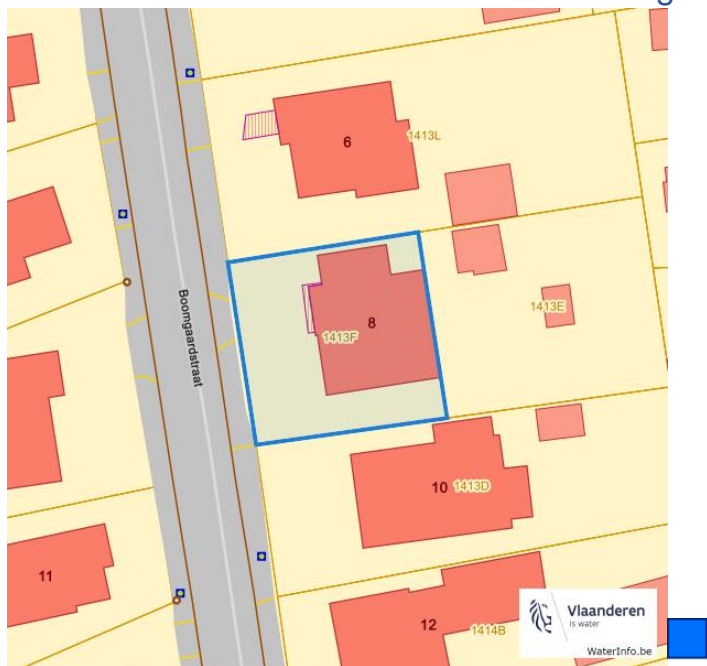 6
1413L
1413E
8
1413F
Boomgaardstraat
10
1413D
11
12
1414B
Vlaanderen
is water
WaterInfo.be